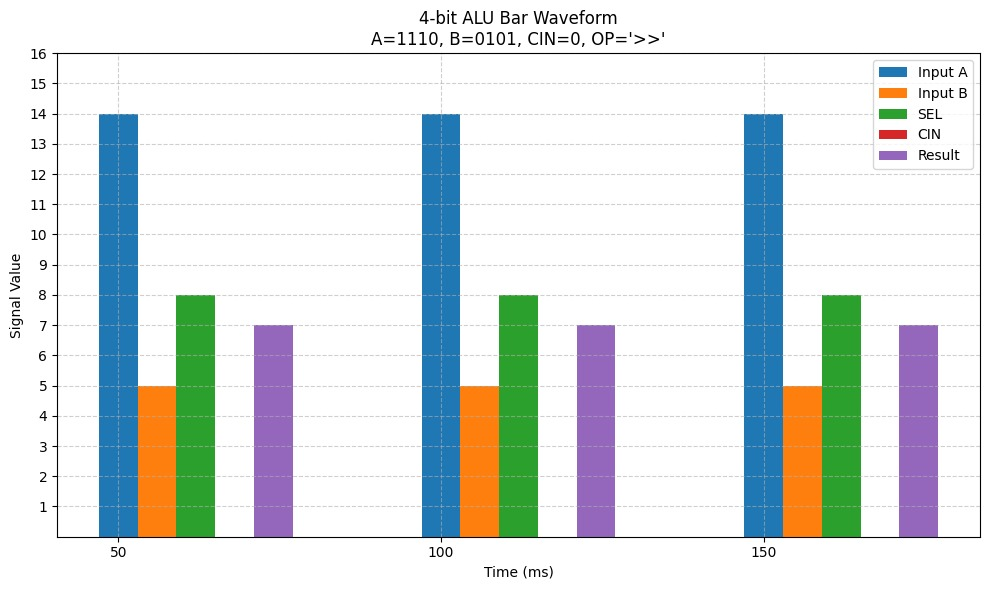 4-bit ALU Bar Waveform
A=1110, B=0101, CIN=0, OP='>>'
Signal Value
16
15
14
13
12
11
10
9
8
7
6
5
4
3
2
1
Input A
Input B
SEL
CIN
Result
50
100
150
Time (ms)